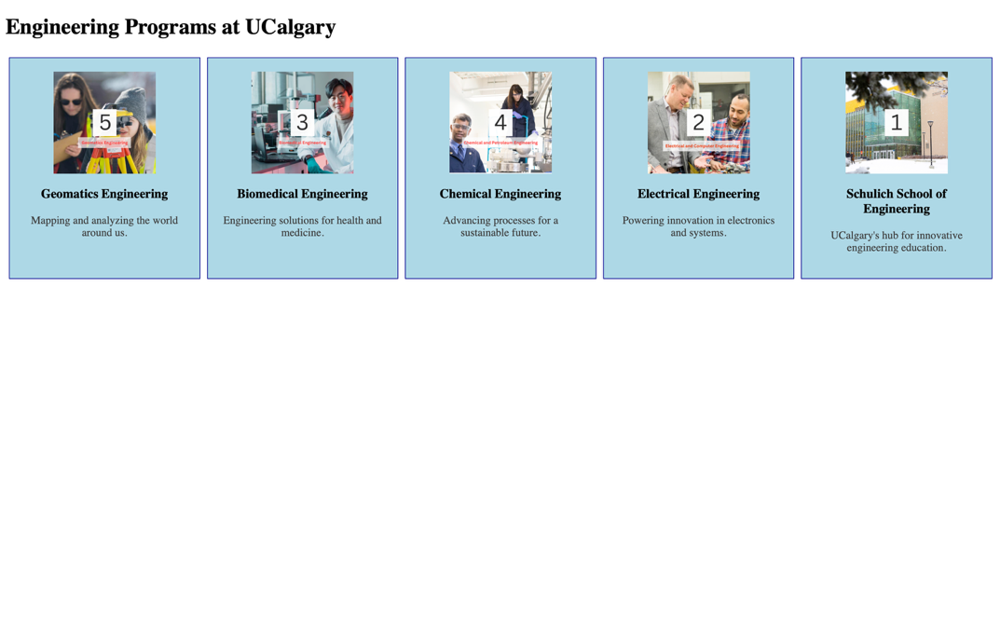 Engineering Programs at UCalgary
5
Geomatics Engineering
Geomatics Engineering
Mapping and analyzing the world
around us.
3
Biomedical Engineering
Biomedical Engineering
Engineering solutions for health and
medicine.
4
Chemical and Petroleum Engineering
Chemical Engineering
Advancing processes for a
sustainable future.
2
Electrical and Computer Engineering
Electrical Engineering
Powering innovation in electronics
and systems.
1
Schulich School of
Engineering
UCalgary's hub for innovative
engineering education.